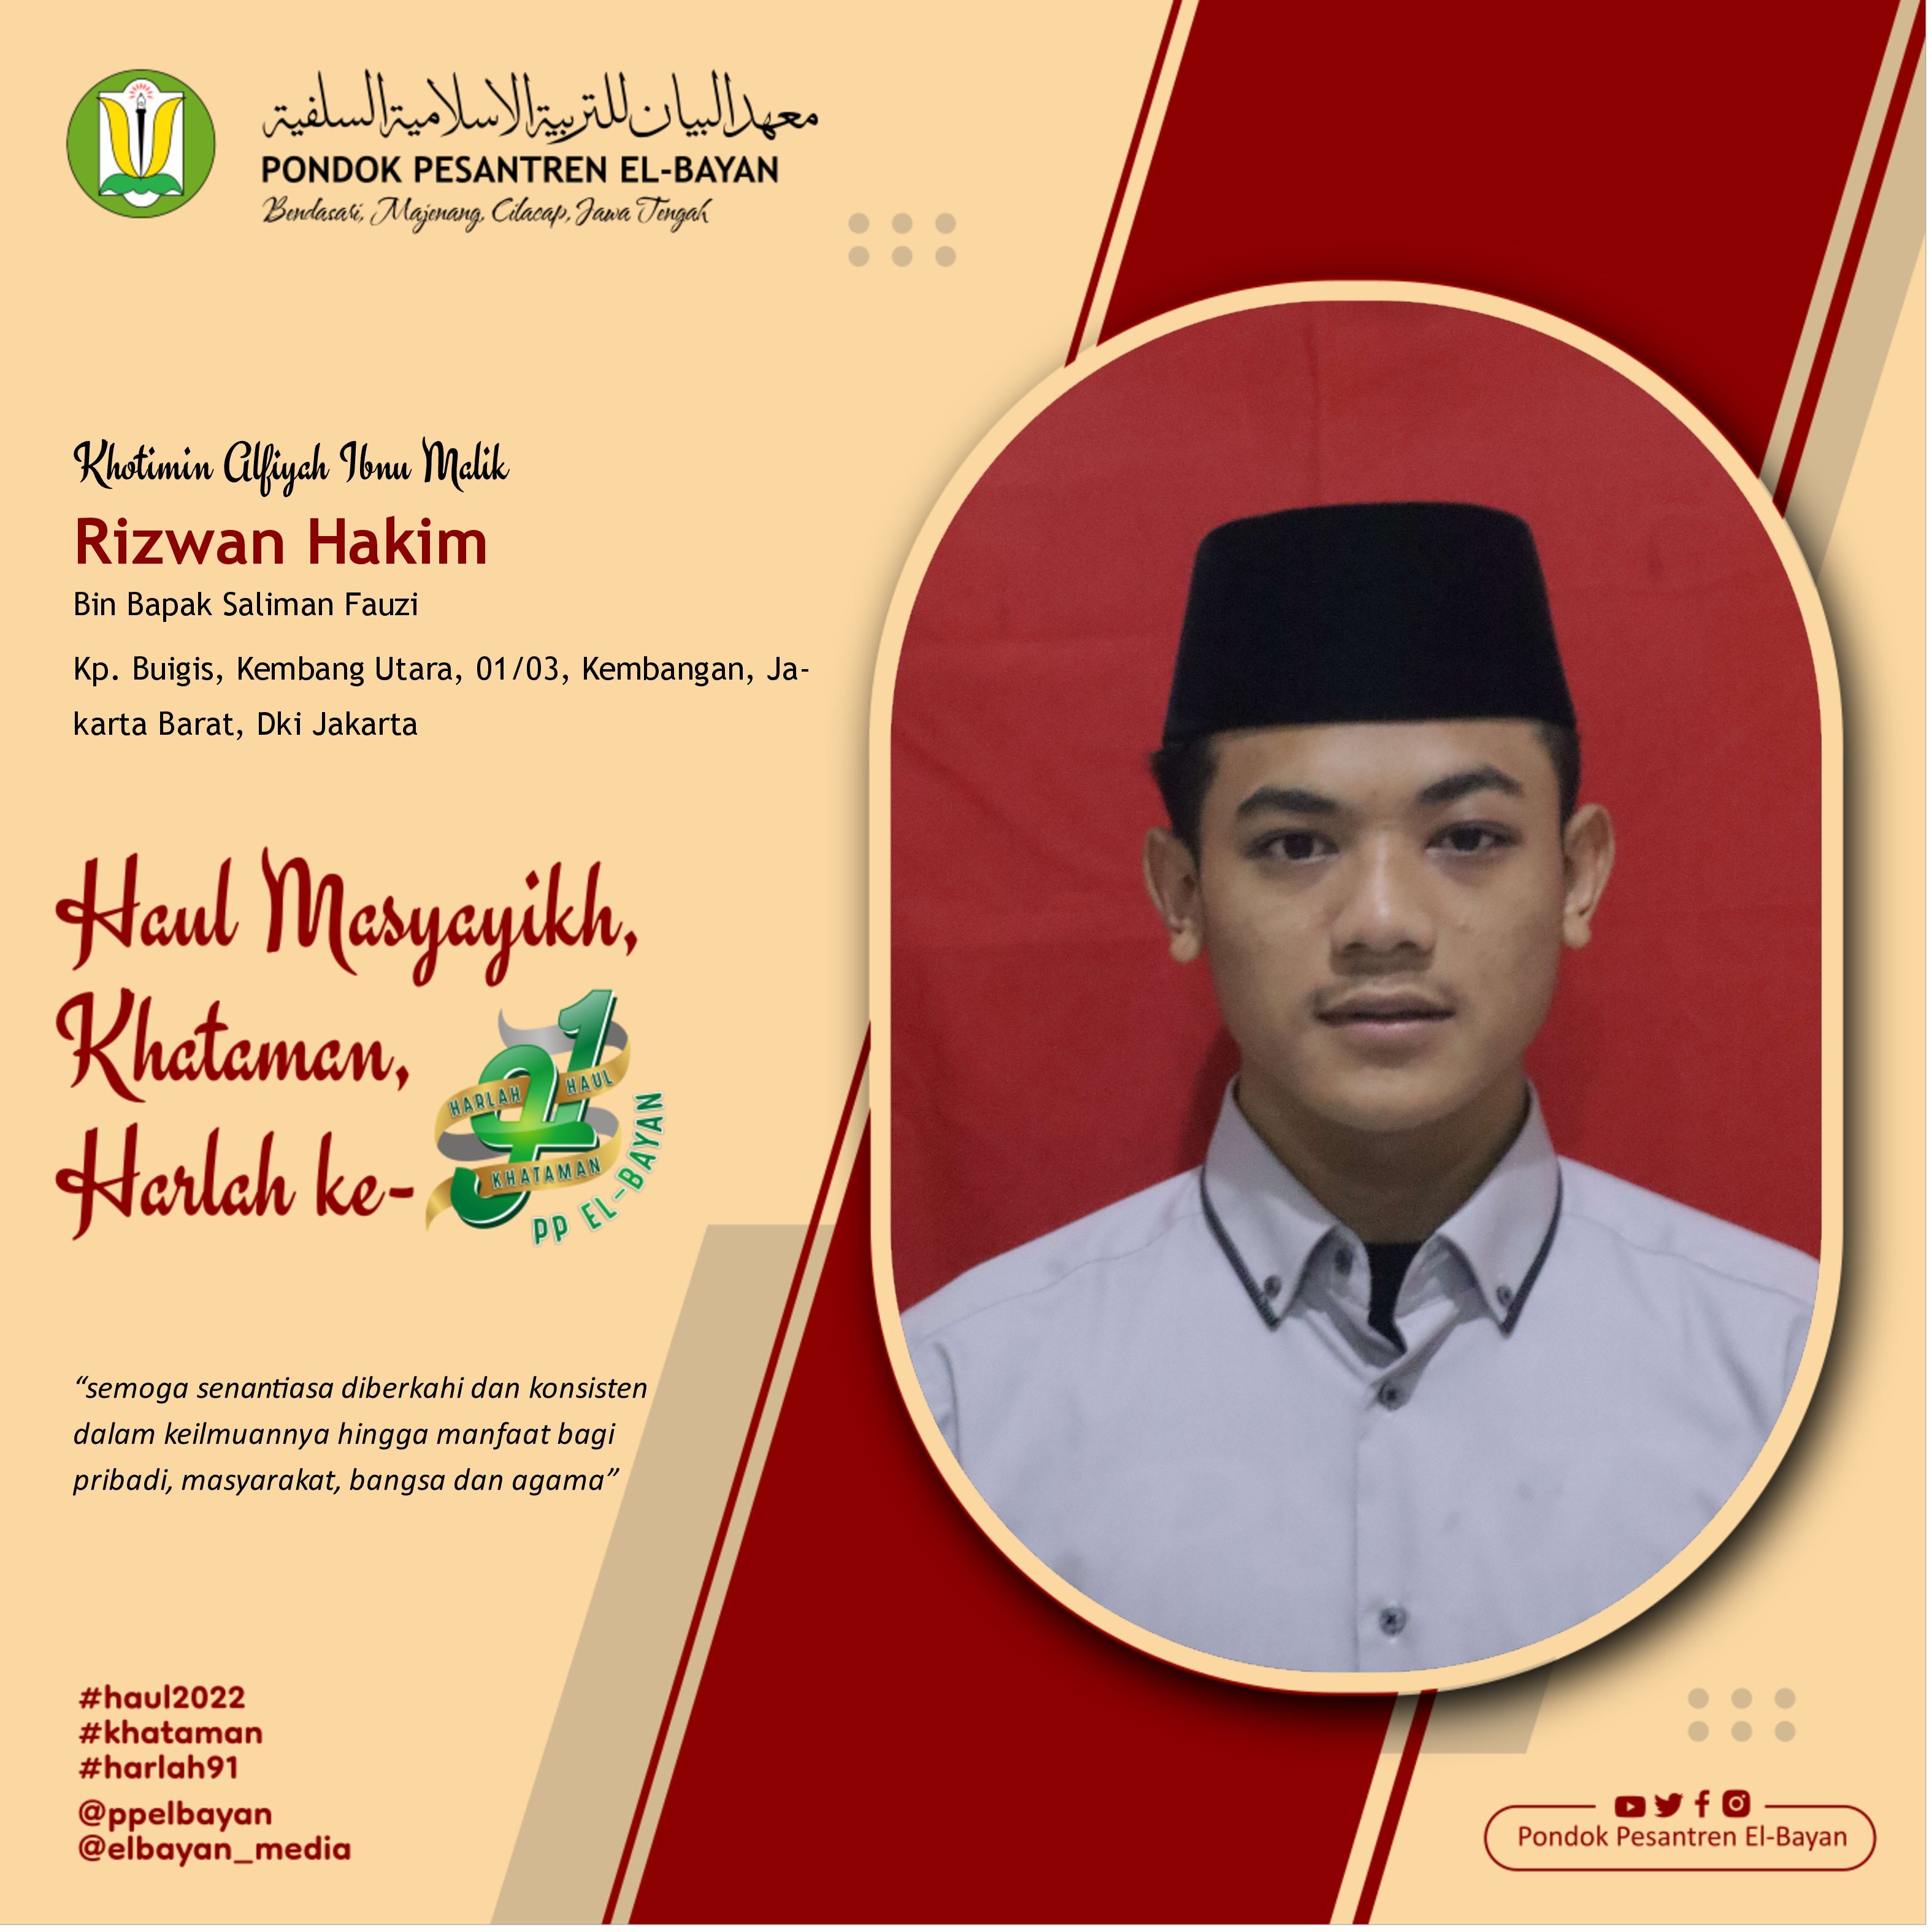 معهد البيان للتربية الاسلامية السلفية
PONDOK PESANTREN EL-BAYAN
Bendasari, Majenang, Cilacap, Jawa Tengah
Khotimin Alfiyah Ibnu Malik
Rizwan Hakim
Bin Bapak Saliman Fauzi
Kp. Buigis, Kembang Utara, 01/03, Kembangan, Ja-
karta Barat, Dki Jakarta
Haul Masyayikh,
Khataman,
Harlah ke-
91
HARLAH HAUL
KHATAMAN
PP EL-BAYAN
“semoga senantiasa diberkahi dan konsisten
dalam keilmuannya hingga manfaat bagi
pribadi, masyarakat, bangsa dan agama”
#haul2022
#khataman
#harlah91
@ppelbayan
@elbayan_media
Pondok Pesantren El-Bayan